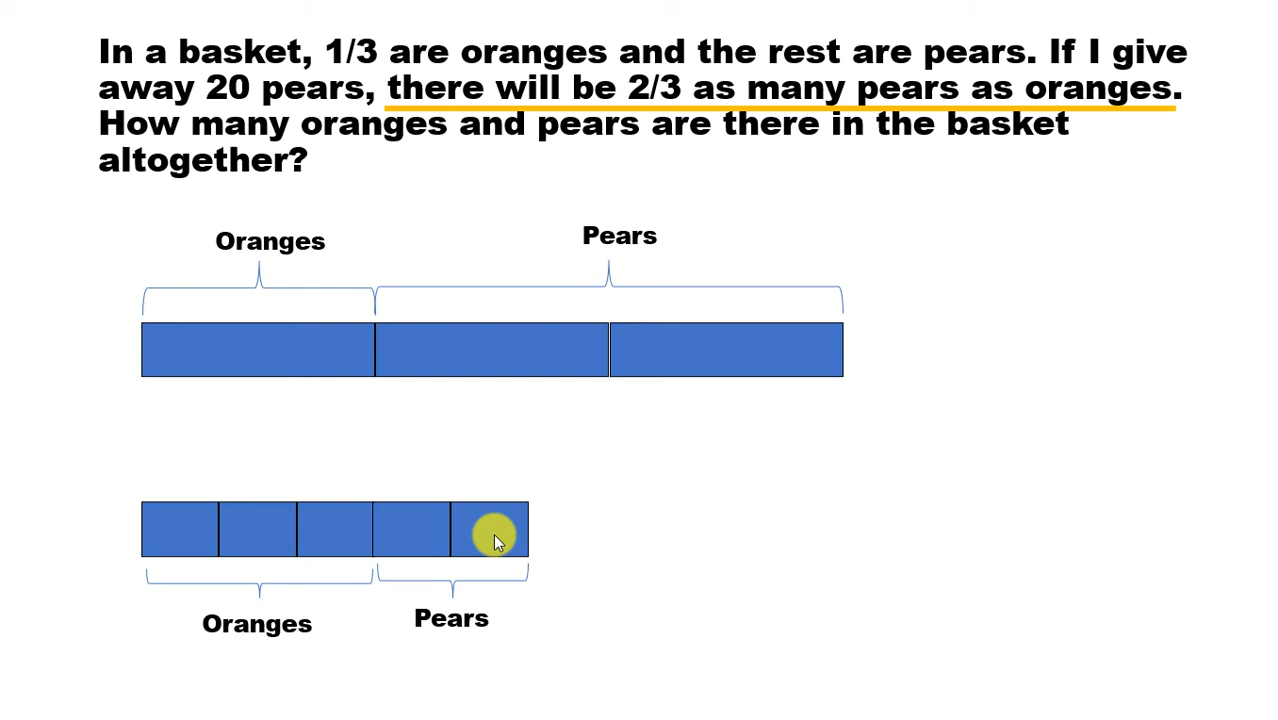 In a basket, 1/3 are oranges and the rest are pears. If I give
away 20 pears, there will be 2/3 as many pears as oranges.
How many oranges and pears are there in the basket
altogether?
Oranges
Pears
Oranges
Pears